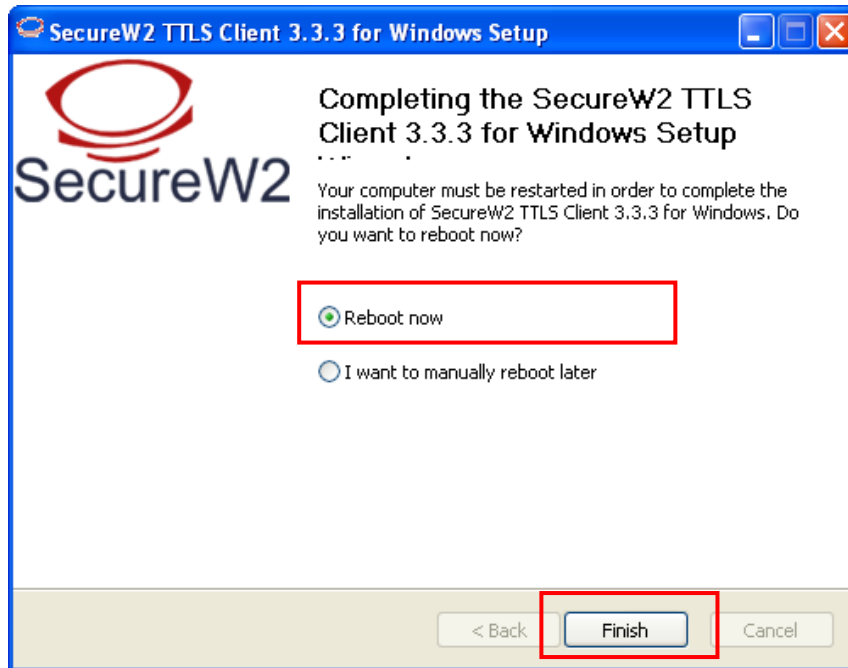 SecureW2 TTLS Client 3.3.3 for Windows Setup
SecureW2
Completing the SecureW2 TTLS
Client 3.3.3 for Windows Setup
Your computer must be restarted in order to complete the
installation of SecureW2 TTLS Client 3.3.3 for Windows. Do
you want to reboot now?
Reboot now
I want to manually reboot later
< Back
Finish
Cancel